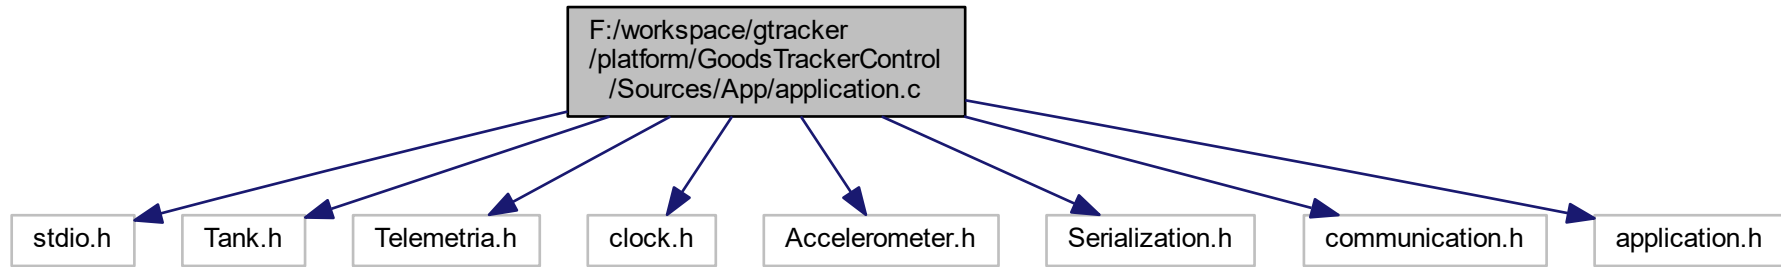 F:/workspace/gtracker
/platform/GoodsTrackerControl
/Sources/App/application.c
stdio.h
Tank.h
Telemetria.h
clock.h
Accelerometer.h
Serialization.h
communication.h
application.h